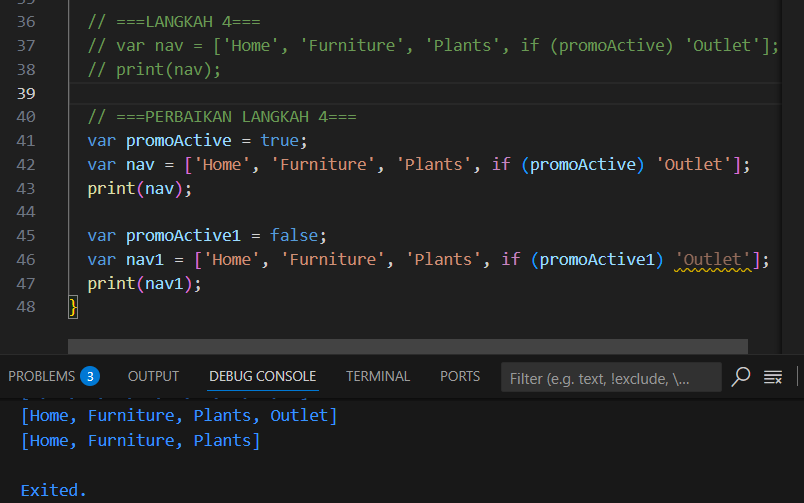 36 // ===LANGKAH 4===
37 // var nav = ['Home', 'Furniture', 'Plants', if (promoActive) 'Outlet'];
38 // print(nav);
39
40 // ===PERBAIKAN LANGKAH 4===
41 var promoActive = true;
42 var nav = ['Home', 'Furniture', 'Plants', if (promoActive) 'Outlet'];
43 print(nav);
44
45 var promoActive1 = false;
46 var nav1 = ['Home', 'Furniture', 'Plants', if (promoActive1) 'Outlet'];
47 print(nav1);
48 }
PROBLEMS 3 OUTPUT DEBUG CONSOLE TERMINAL PORTS Filter (e.g. text, !exclude, \...
[Home, Furniture, Plants, Outlet]
[Home, Furniture, Plants]
Exited.